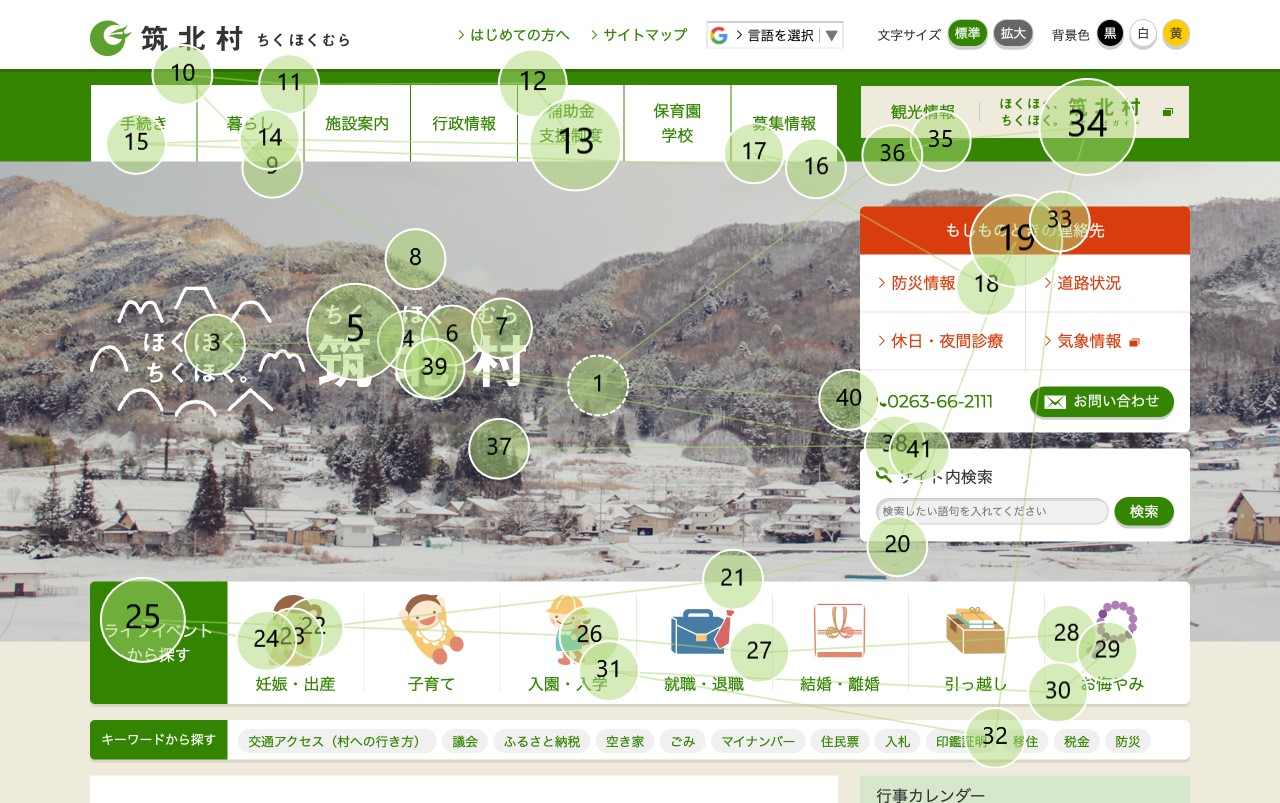 筑北村 ちくほくむら
はじめての方へ
サイトマップ
言語を選択 ▼
文字サイズ 標準 拡大
背景色 黒 白 黄
手続き
暮らし
施設案内
行政情報
補助金
支援制度
保育園
学校
募集情報
観光情報
ほくほく、
ちくほく。
筑北村
ほくほく
ちくほく。
ちくほくむら
筑北村
もしものときの連絡先
防災情報
道路状況
休日・夜間診療
気象情報
0263-66-2111
お問い合わせ
サイト内検索
検索したい語句を入れてください
検索
ライフイベント
から探す
妊娠・出産
子育て
入園・入学
就職・退職
結婚・離婚
引っ越し
お悔やみ
キーワードから探す
交通アクセス（村への行き方）
議会
ふるさと納税
空き家
ごみ
マイナンバー
住民票
入札
印鑑証明
移住
税金
防災
行事カレンダー
1
3
4
5
6
7
8
9
10
11
12
13
14
15
16
17
18
19
20
21
22
23
24
25
26
27
28
29
30
31
32
33
34
35
36
37
38
39
40
41